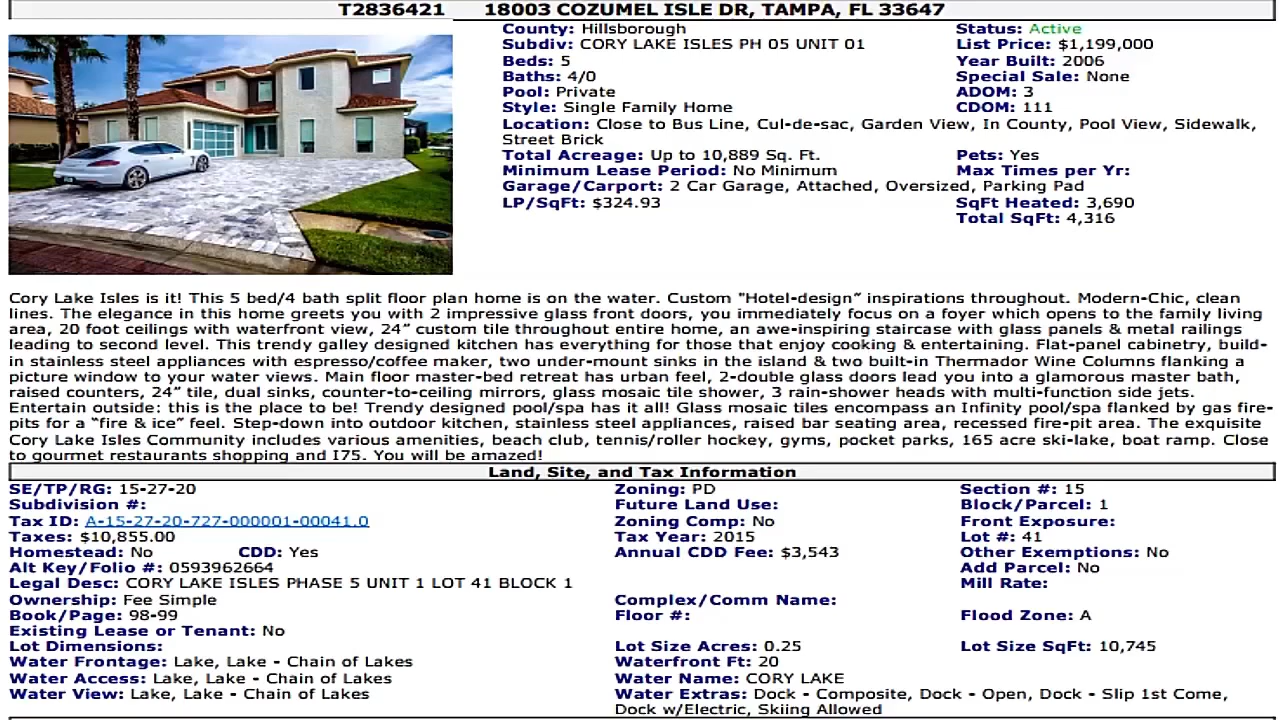 T2836421 18003 COZUMEL ISLE DR, TAMPA, FL 33647
County: Hillsborough Status: Active
Subdiv: CORY LAKE ISLES PH 05 UNIT 01 List Price: $1,199,000
Beds: 5 Year Built: 2006
Baths: 4/0 Special Sale: None
Pool: Private ADOM: 3
Style: Single Family Home CDOM: 111
Location: Close to Bus Line, Cul-de-sac, Garden View, In County, Pool View, Sidewalk,
Street Brick
Total Acreage: Up to 10,889 Sq. Ft. Pets: Yes
Minimum Lease Period: No Minimum Max Times per Yr:
Garage/Carport: 2 Car Garage, Attached, Oversized, Parking Pad
LP/SqFt: $324.93 SqFt Heated: 3,690
Total SqFt: 4,316
Cory Lake Isles is it! This 5 bed/4 bath split floor plan home is on the water. Custom "Hotel-design” inspirations throughout. Modern-Chic, clean
lines. The elegance in this home greets you with 2 impressive glass front doors, you immediately focus on a foyer which opens to the family living
area, 20 foot ceilings with waterfront view, 24” custom tile throughout entire home, an awe-inspiring staircase with glass panels & metal railings
leading to second level. This trendy galley designed kitchen has everything for those that enjoy cooking & entertaining. Flat-panel cabinetry, build-
in stainless steel appliances with espresso/coffee maker, two under-mount sinks in the island & two built-in Thermador Wine Columns flanking a
picture window to your water views. Main floor master-bed retreat has urban feel, 2-double glass doors lead you into a glamorous master bath,
raised counters, 24” tile, dual sinks, counter-to-ceiling mirrors, glass mosaic tile shower, 3 rain-shower heads with multi-function side jets.
Entertain outside: this is the place to be! Trendy designed pool/spa has it all! Glass mosaic tiles encompass an Infinity pool/spa flanked by gas fire-
pits for a “fire & ice” feel. Step-down into outdoor kitchen, stainless steel appliances, raised bar seating area, recessed fire-pit area. The exquisite
Cory Lake Isles Community includes various amenities, beach club, tennis/roller hockey, gyms, pocket parks, 165 acre ski-lake, boat ramp. Close
to gourmet restaurants shopping and I75. You will be amazed!
Land, Site, and Tax Information
SE/TP/RG: 15-27-20 Zoning: PD Section #: 15
Subdivision #: Future Land Use: Block/Parcel: 1
Tax ID: A-15-27-20-727-000001-00041.0 Zoning Comp: No Front Exposure:
Taxes: $10,855.00 Tax Year: 2015 Lot #: 41
Homestead: No CDD: Yes Annual CDD Fee: $3,543 Other Exemptions: No
Alt Key/Folio #: 0593962664 Add Parcel: No
Legal Desc: CORY LAKE ISLES PHASE 5 UNIT 1 LOT 41 BLOCK 1 Mill Rate:
Ownership: Fee Simple Complex/Comm Name:
Book/Page: 98-99 Floor #: Flood Zone: A
Existing Lease or Tenant: No
Lot Dimensions: Lot Size Acres: 0.25 Lot Size SqFt: 10,745
Water Frontage: Lake, Lake - Chain of Lakes Waterfront Ft: 20
Water Access: Lake, Lake - Chain of Lakes Water Name: CORY LAKE
Water View: Lake, Lake - Chain of Lakes Water Extras: Dock - Composite, Dock - Open, Dock - Slip 1st Come,
Dock w/Electric, Skiing Allowed